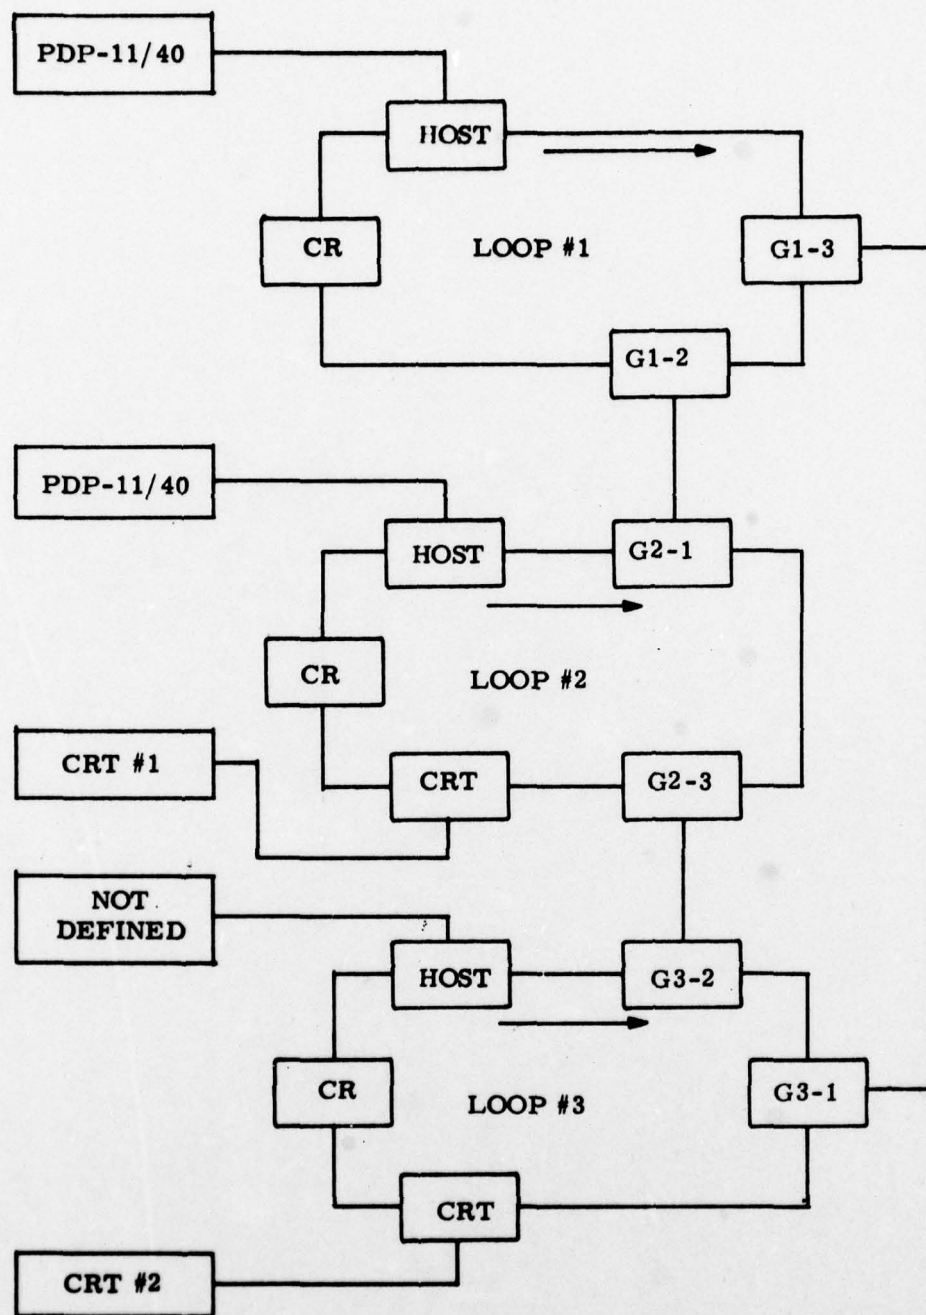 PDP-11/40
HOST
CR
LOOP #1
G1-3
G1-2
PDP-11/40
HOST
G2-1
CR
LOOP #2
CRT #1
CRT
G2-3
NOT
DEFINED
HOST
G3-2
CR
LOOP #3
G3-1
CRT
CRT #2